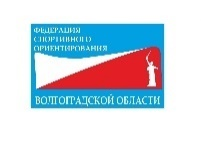 ФЕДЕРАЦИЯ
СПОРТИВНОГО
ОРИЕНТИРОВАНИЯ
ВОЛГОГРАДСКОЙ ОБЛАСТИ